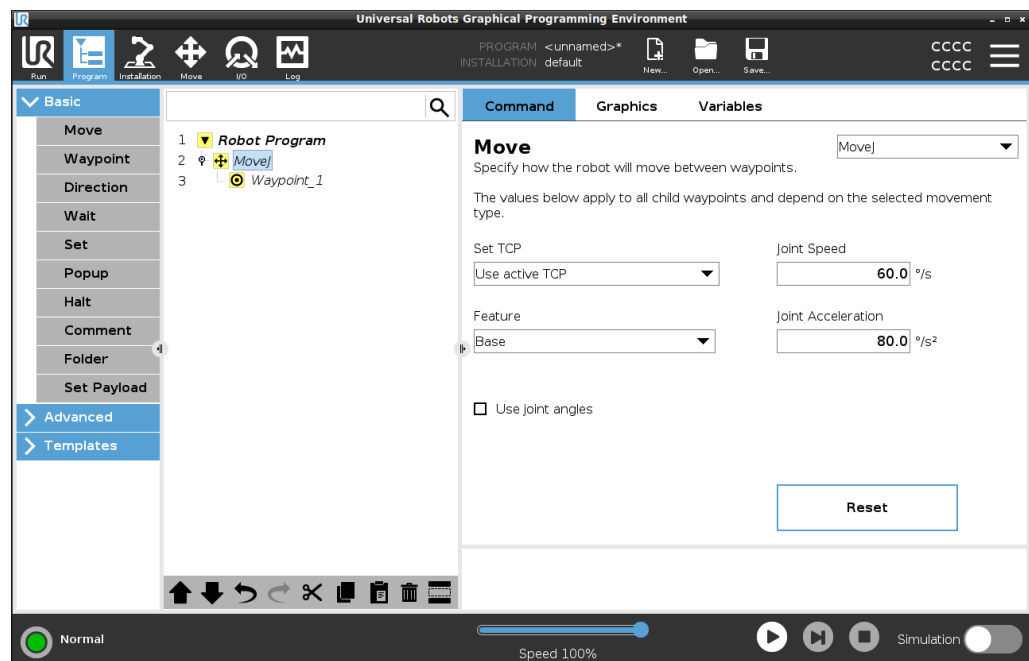 Universal Robots Graphical Programming Environment
UR
Run
Program
Installation
Move
I/O
Log
PROGRAM <unnamed>*
INSTALLATION default
New...
Open...
Save...
CCCC
CCCC
Basic
Move
Waypoint
Direction
Wait
Set
Popup
Halt
Comment
Folder
Set Payload
Advanced
Templates
1 Robot Program
2 MoveJ
3 Waypoint_1
Command Graphics Variables
Move
MoveJ
Specify how the robot will move between waypoints.
The values below apply to all child waypoints and depend on the selected movement
type.
Set TCP
Joint Speed
Use active TCP
60.0 °/s
Feature
Joint Acceleration
Base
80.0 °/s²
Use joint angles
Reset
Normal
Speed 100%
Simulation